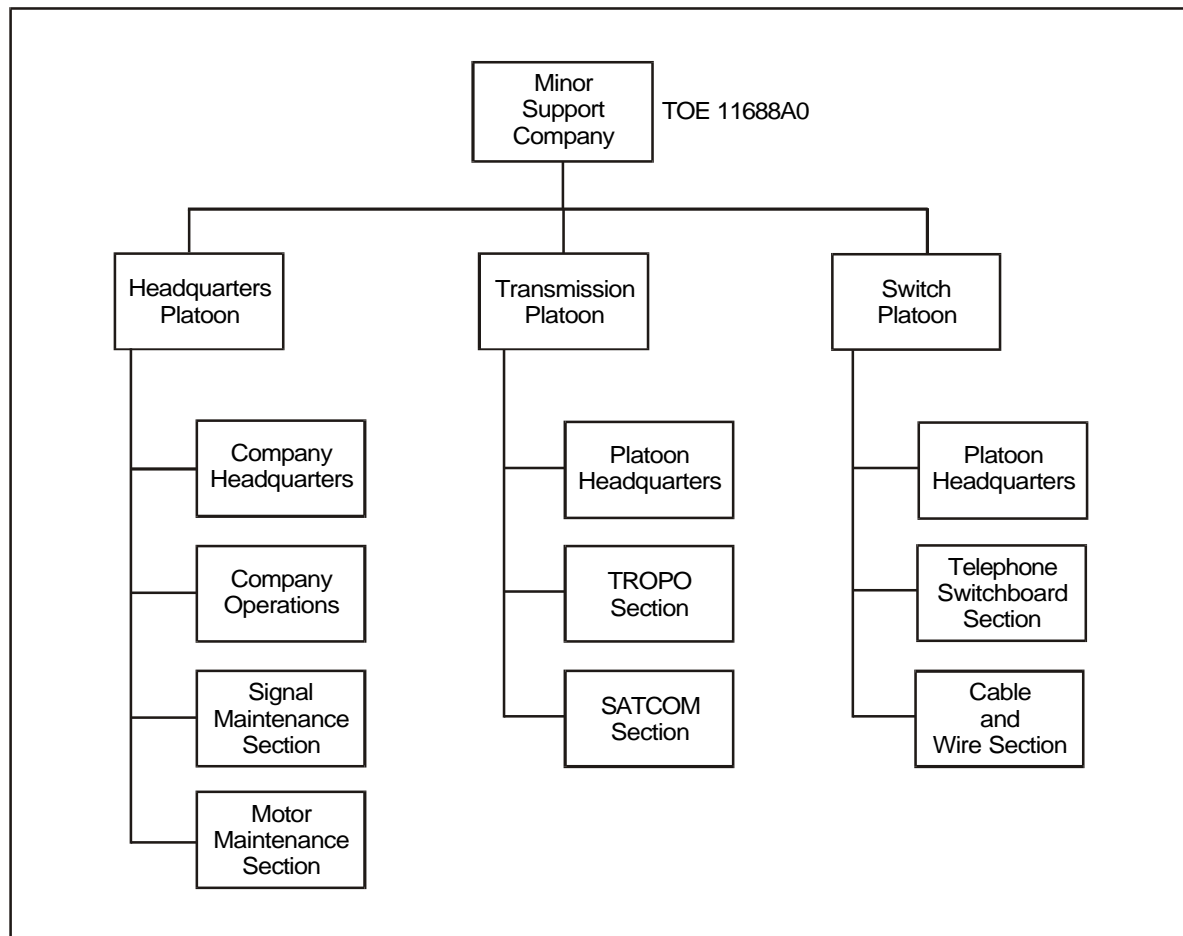 Minor
Support
Company
TOE 11688A0
Headquarters
Platoon
Transmission
Platoon
Switch
Platoon
Company
Headquarters
Company
Operations
Signal
Maintenance
Section
Motor
Maintenance
Section
Platoon
Headquarters
TROPO
Section
SATCOM
Section
Platoon
Headquarters
Telephone
Switchboard
Section
Cable
and
Wire Section